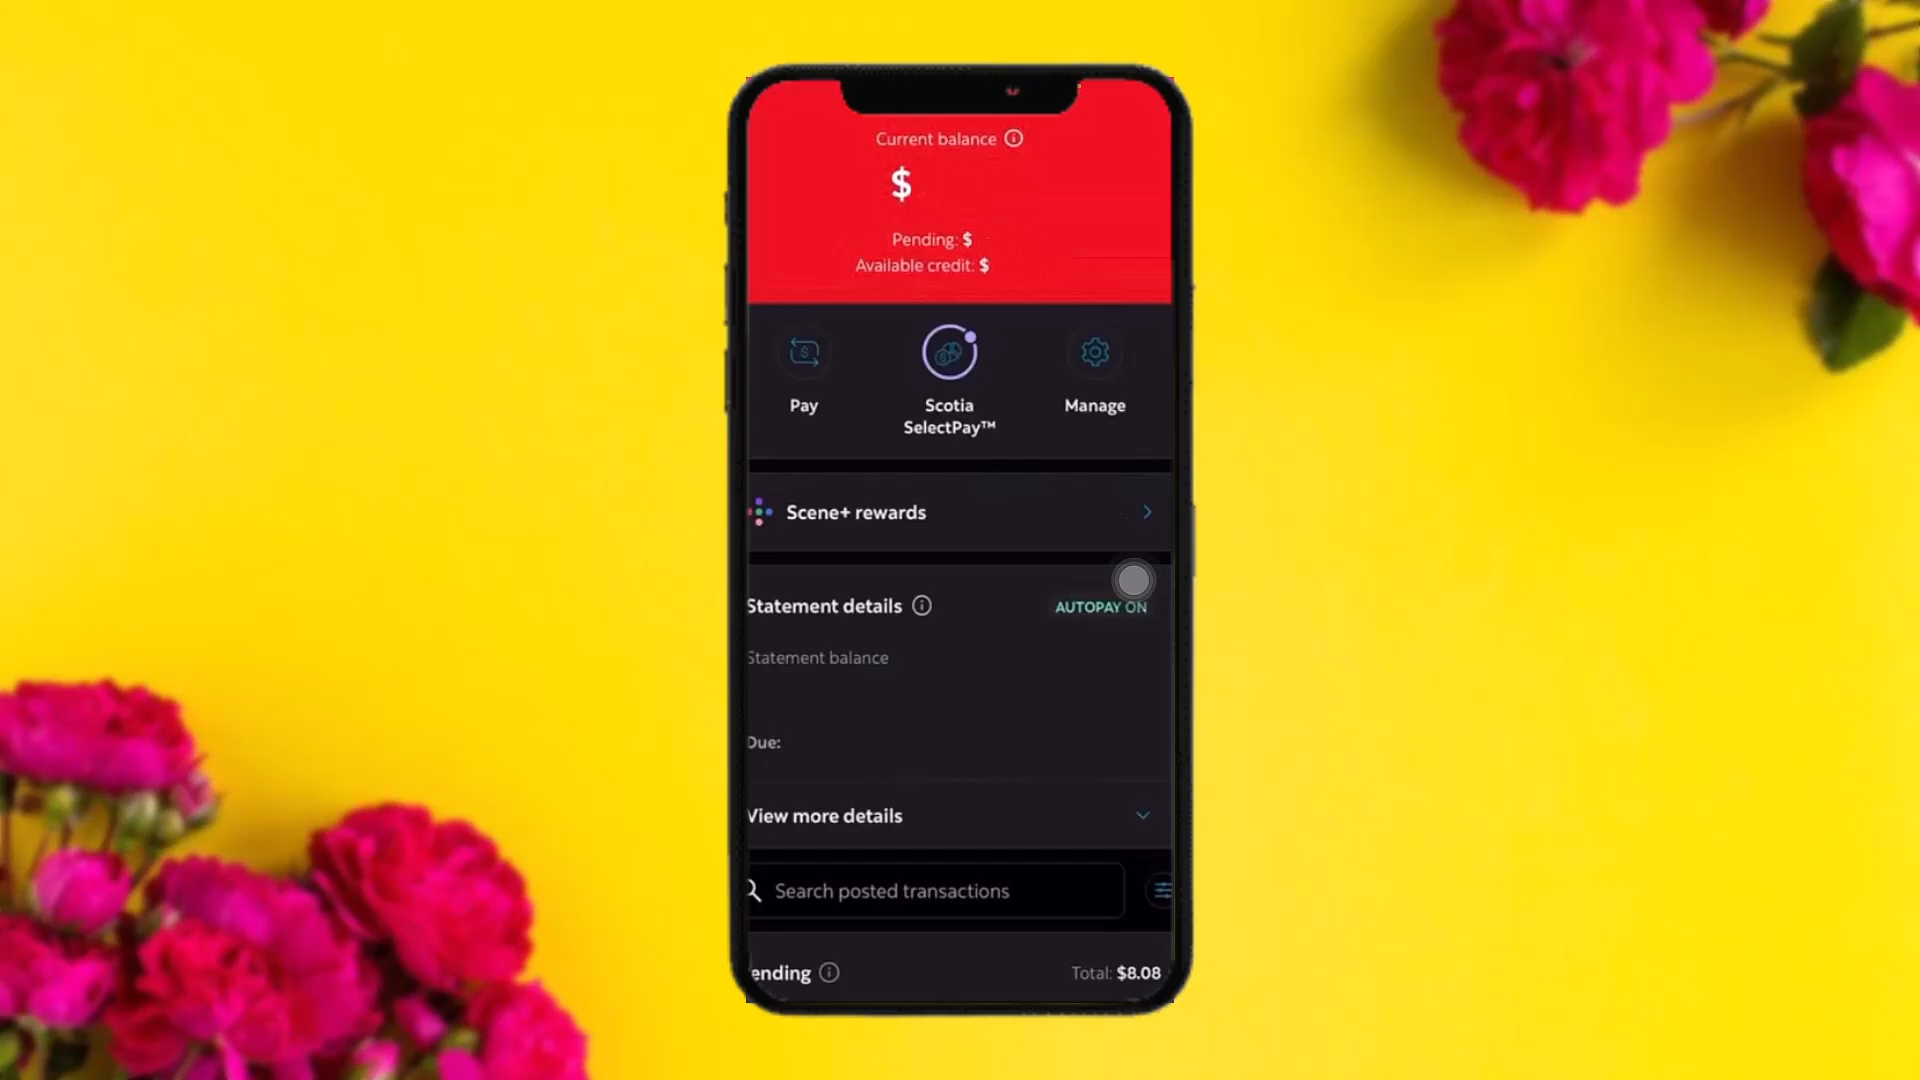 Current balance
$
Pending: $
Available credit: $
Pay
Scotia
SelectPay™
Manage
Scene+ rewards
Statement details
AUTOPAY ON
Statement balance
Due:
View more details
Search posted transactions
ending
Total: $8.08